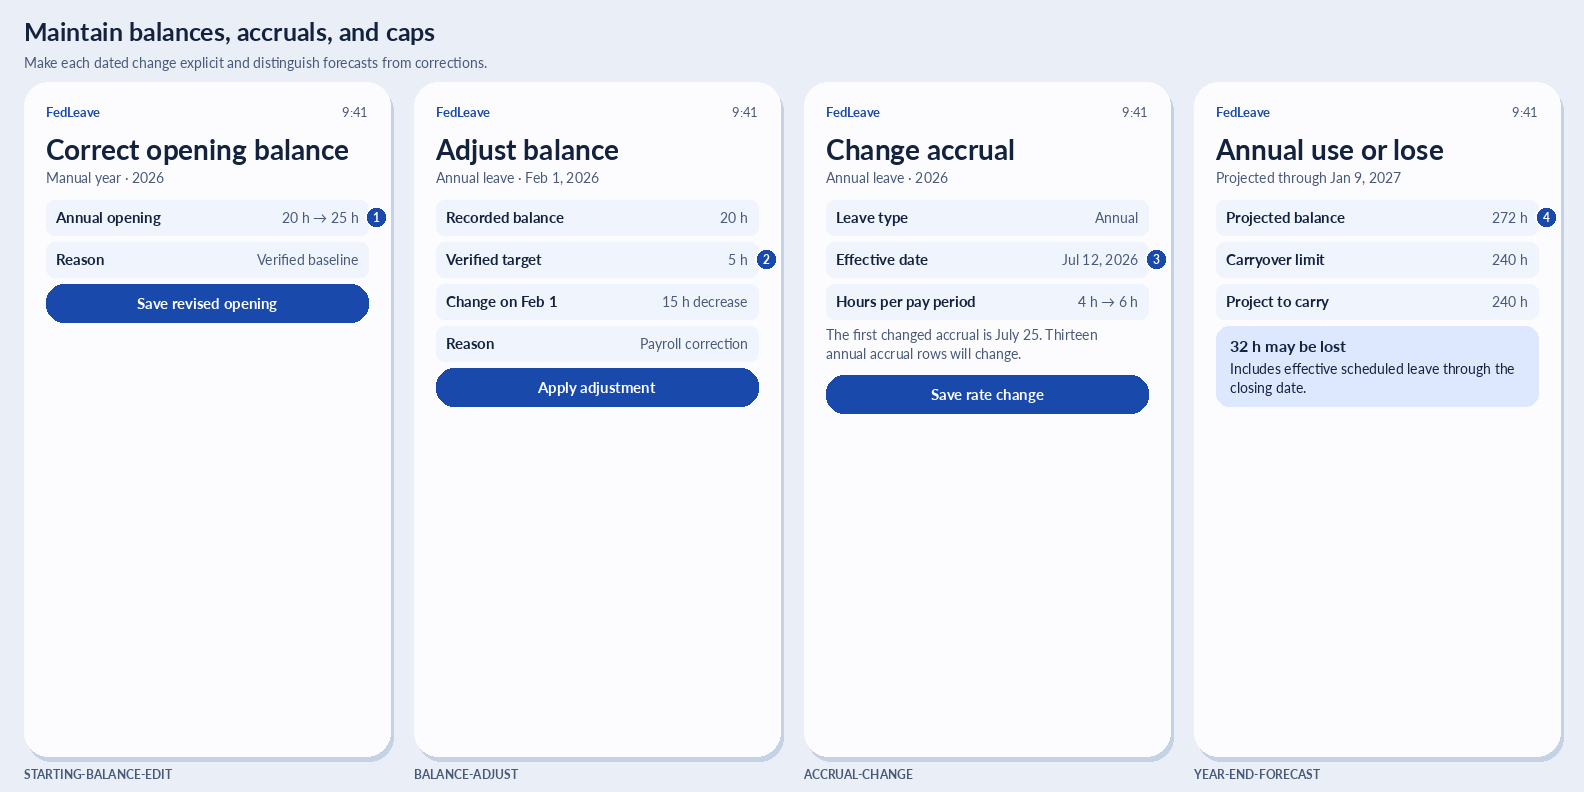 Maintain balances, accruals, and caps
Make each dated change explicit and distinguish forecasts from corrections.
FedLeave 9:41
Correct opening balance
Manual year · 2026
Annual opening 20 h → 25 h 1
Reason Verified baseline
Save revised opening
STARTING-BALANCE-EDIT
FedLeave 9:41
Adjust balance
Annual leave · Feb 1, 2026
Recorded balance 20 h
Verified target 5 h 2
Change on Feb 1 15 h decrease
Reason Payroll correction
Apply adjustment
BALANCE-ADJUST
FedLeave 9:41
Change accrual
Annual leave · 2026
Leave type Annual
Effective date Jul 12, 2026 3
Hours per pay period 4 h → 6 h
The first changed accrual is July 25. Thirteen
annual accrual rows will change.
Save rate change
ACCRUAL-CHANGE
FedLeave 9:41
Annual use or lose
Projected through Jan 9, 2027
Projected balance 272 h 4
Carryover limit 240 h
Project to carry 240 h
32 h may be lost
Includes effective scheduled leave through the
closing date.
YEAR-END-FORECAST